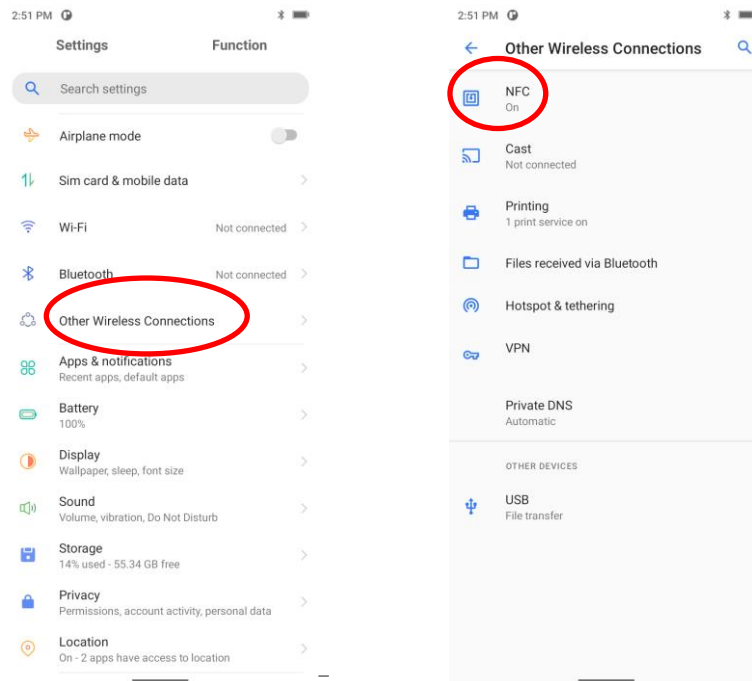 2:51 PM
Settings Function
Search settings
Airplane mode
Sim card & mobile data
Wi-Fi Not connected
Bluetooth Not connected
Other Wireless Connections
Apps & notifications
Recent apps, default apps
Battery
100%
Display
Wallpaper, sleep, font size
Sound
Volume, vibration, Do Not Disturb
Storage
14% used - 55.34 GB free
Privacy
Permissions, account activity, personal data
Location
On - 2 apps have access to location
2:51 PM
Other Wireless Connections
NFC
On
Cast
Not connected
Printing
1 print service on
Files received via Bluetooth
Hotspot & tethering
VPN
Private DNS
Automatic
OTHER DEVICES
USB
File transfer